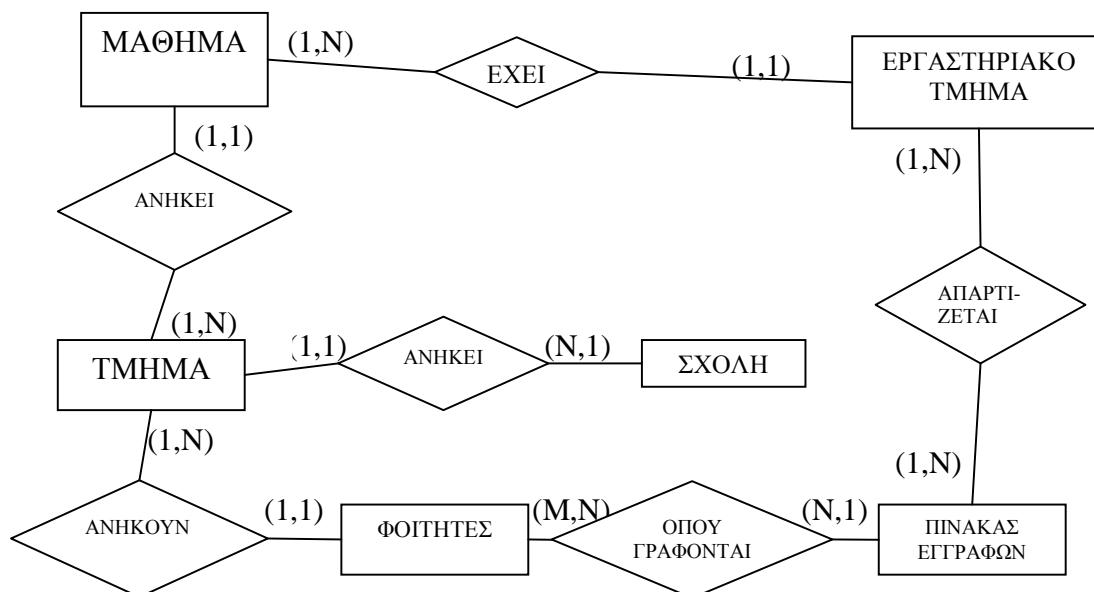 ΜΑΘΗΜΑ
(1,N)
ΕΧΕΙ
(1,1)
ΕΡΓΑΣΤΗΡΙΑΚΟ
ΤΜΗΜΑ
(1,1)
(1,N)
ΑΝΗΚΕΙ
ΑΠΑΡΤΙ-
ΖΕΤΑΙ
(1,N)
ΤΜΗΜΑ
(1,1)
ΑΝΗΚΕΙ
(N,1)
ΣΧΟΛΗ
(1,N)
(1,N)
ΑΝΗΚΟΥΝ
(1,1)
ΦΟΙΤΗΤΕΣ
(M,N)
ΟΠΟΥ
ΓΡΑΦΟΝΤΑΙ
(N,1)
ΠΙΝΑΚΑΣ
ΕΓΓΡΑΦΩΝ